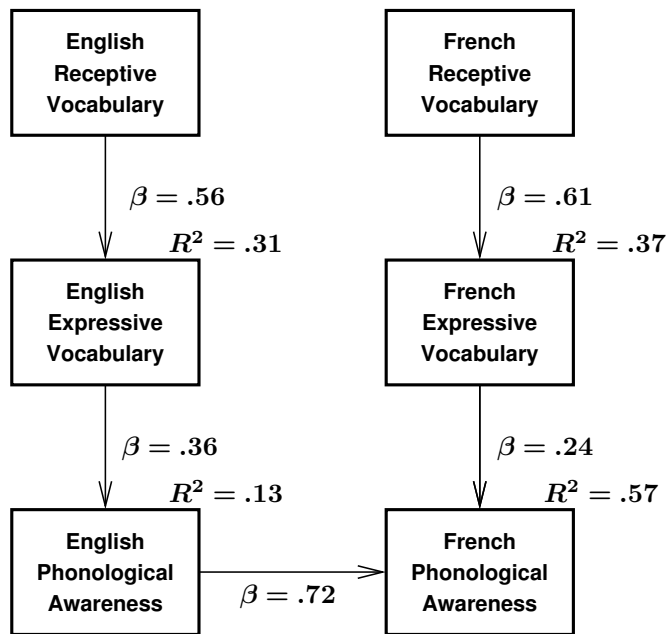 English
Receptive
Vocabulary
French
Receptive
Vocabulary
β = .56
β = .61
R² = .31
R² = .37
English
Expressive
Vocabulary
French
Expressive
Vocabulary
β = .36
β = .24
R² = .13
R² = .57
English
Phonological
Awareness
French
Phonological
Awareness
β = .72